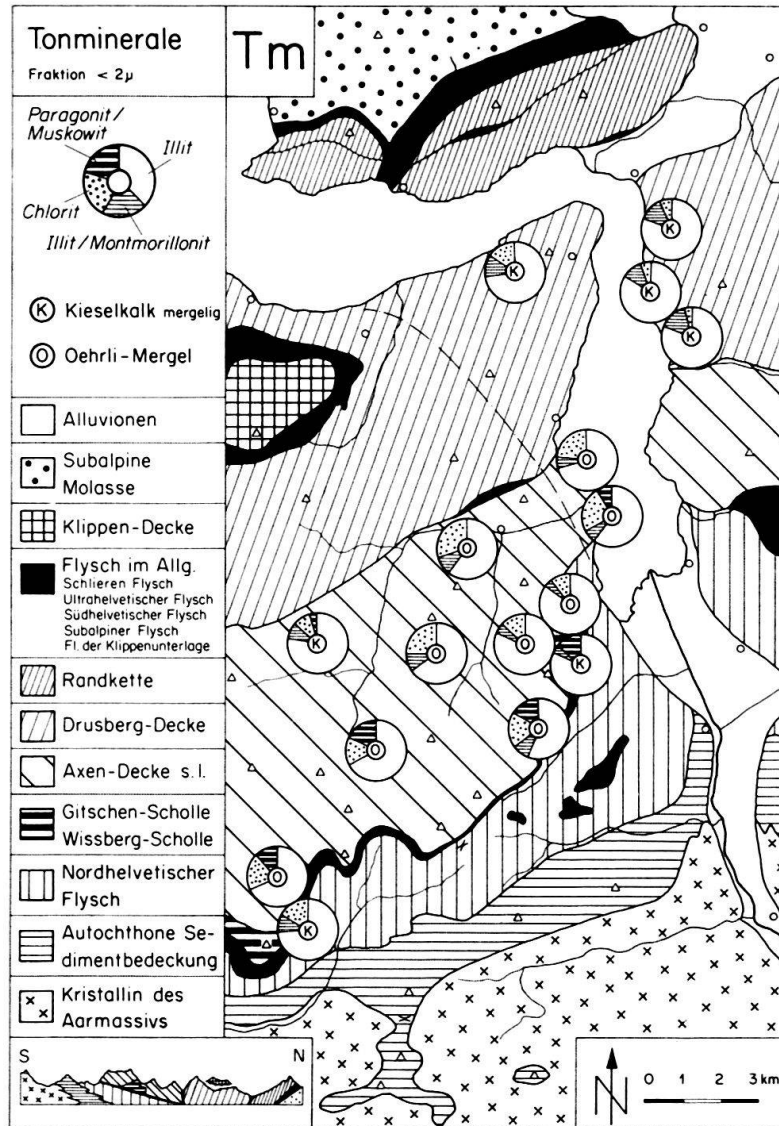 Tonminerale
Fraktion < 2µ
Tm
Paragonit/
Muskowit
Illit
Chlorit
Illit/Montmorillonit
K Kieselkalk mergelig
O Oehrli-Mergel
Alluvionen
Subalpine
Molasse
Klippen-Decke
Flysch im Allg.
Schlieren Flysch
Ultrahelvetischer Flysch
Südhelvetischer Flysch
Subalpiner Flysch
Fl. der Klippenunterlage
Randkette
Drusberg-Decke
Axen-Decke s.l.
Gitschen-Scholle
Wissberg-Scholle
Nordhelvetischer
Flysch
Autochthone Se-
dimentbedeckung
Kristallin des
Aarmassivs
K
K
K
K
O
O
O
O
K
O
O
K
O
O
O
K
S N
N
0 1 2 3 km